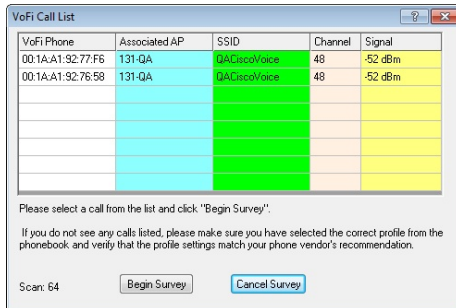 VoFi Call List
VoFi Phone Associated AP SSID Channel Signal
00:1A:A1:92:77:F6 131-QA QACiscoVoice 48 -52 dBm
00:1A:A1:92:76:58 131-QA QACiscoVoice 48 -52 dBm
Please select a call from the list and click "Begin Survey".
If you do not see any calls listed, please make sure you have selected the correct profile from the
phonebook and verify that the profile settings match your phone vendor's recommendation.
Scan: 64 Begin Survey Cancel Survey